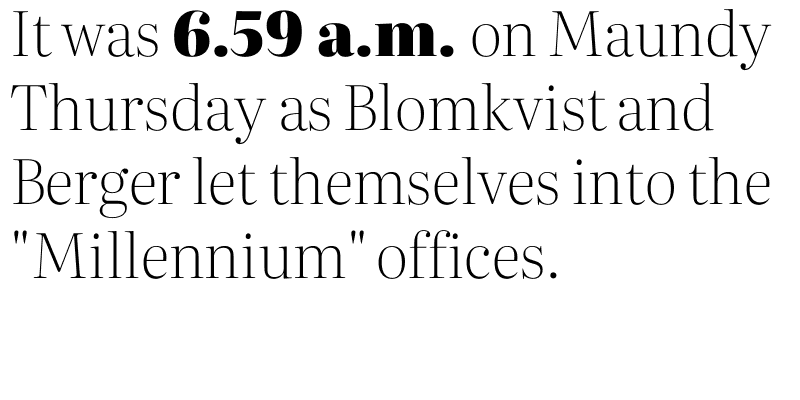 It was 6.59 a.m. on Maundy
Thursday as Blomkvist and
Berger let themselves into the
"Millennium" offices.